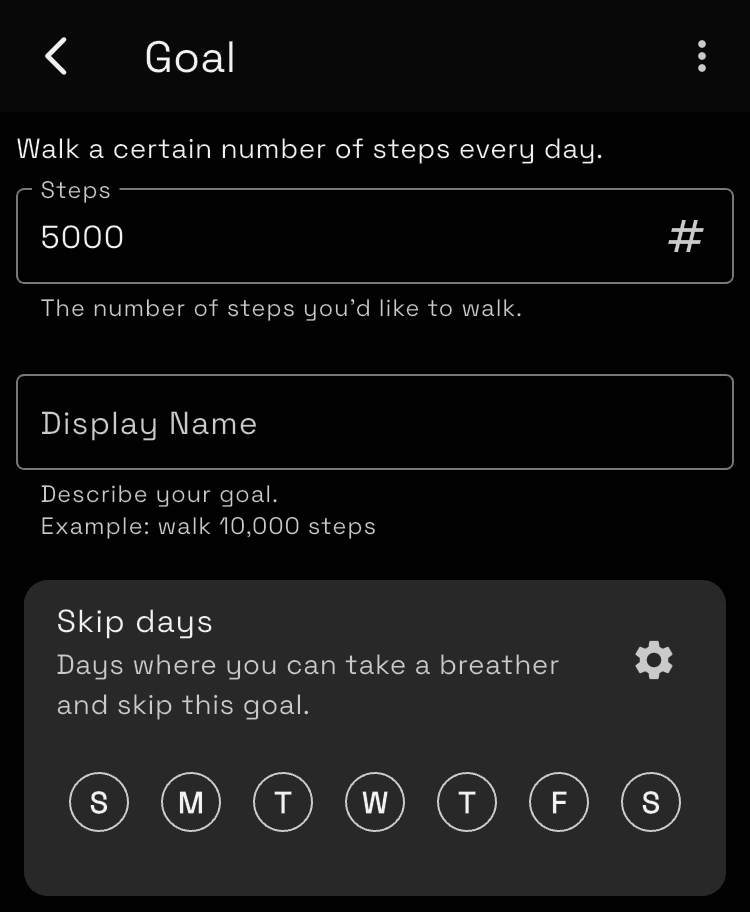 Goal
Walk a certain number of steps every day.
Steps
5000
#
The number of steps you'd like to walk.
Display Name
Describe your goal.
Example: walk 10,000 steps
Skip days
Days where you can take a breather
and skip this goal.
S M T W T F S